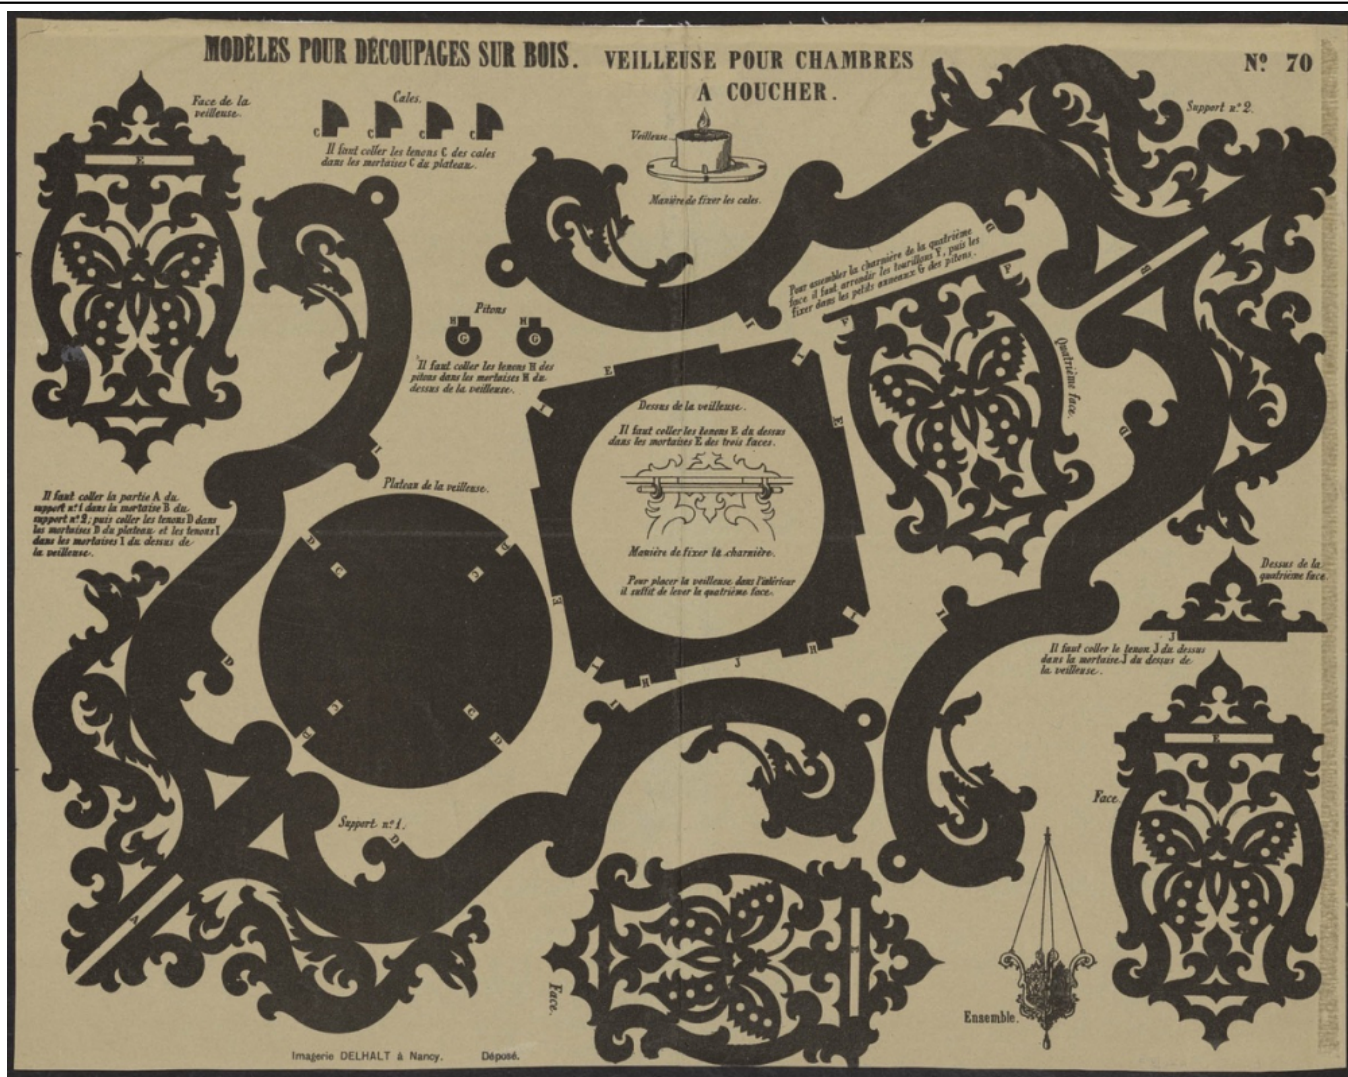 MODÈLES POUR DÉCOUPAGES SUR BOIS. VEILLEUSE POUR CHAMBRES
A COUCHER.
Nº 70
Face de la
veilleuse.
E
Cales.
C C C C
Il faut coller les tenons C des cales
dans les mortaises C du plateau.
Veilleuse
Manière de fixer les cales.
Support nº 2.
D
B
D
I
I
Pour assembler la charnière de la quatrième
face il faut arrondir les tourillons F, puis les
fixer dans les petits anneaux G des pitons.
F
F
Quatrième face.
Pitons
H H
G G
Il faut coller les tenons H des
pitons dans les mortaises H du
dessus de la veilleuse.
E
I
I
E
E
I
I
H
H
J
Dessus de la veilleuse.
Il faut coller les tenons E du dessus
dans les mortaises E des trois faces.
Manière de fixer la charnière.
Pour placer la veilleuse dans l'intérieur
il suffit de lever la quatrième face.
Il faut coller la partie A du
support nº 1 dans la mortaise B du
support nº 2; puis coller les tenons D dans
les mortaises D du plateau et les tenons I
dans les mortaises I du dessus de
la veilleuse.
Plateau de la veilleuse.
D D
C C
C C
D D
Dessus de la
quatrième face.
J
Il faut coller le tenon J du dessus
dans la mortaise J du dessus de
la veilleuse.
Support nº 1.
I
D
D
I
A
Face.
E
Face.
E
Ensemble.
Imagerie DELHALT à Nancy. Déposé.